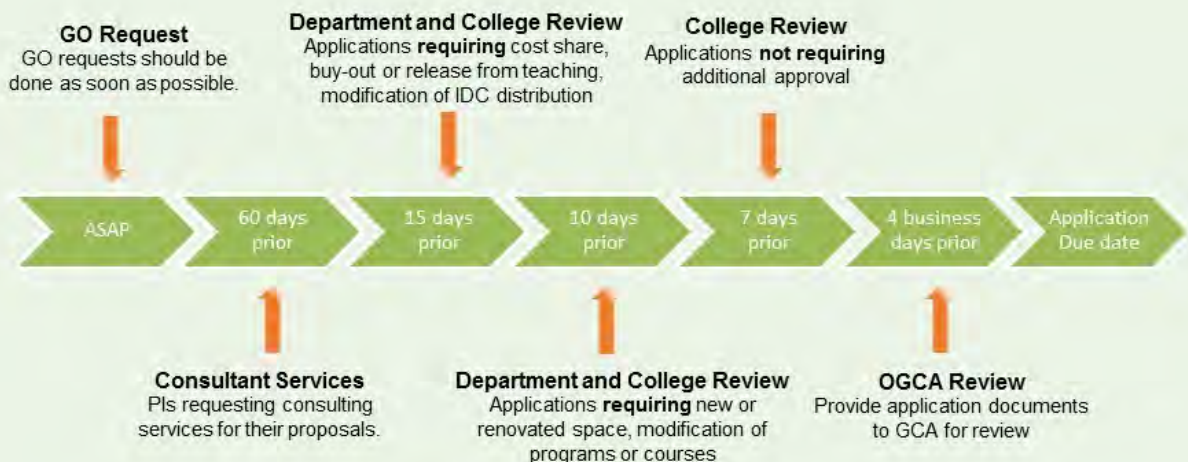 GO Request
GO requests should be
done as soon as possible.
Department and College Review
Applications requiring cost share,
buy-out or release from teaching,
modification of IDC distribution
College Review
Applications not requiring
additional approval
ASAP
60 days
prior
15 days
prior
10 days
prior
7 days
prior
4 business
days prior
Application
Due date
Consultant Services
PIs requesting consulting
services for their proposals.
Department and College Review
Applications requiring new or
renovated space, modification of
programs or courses
OGCA Review
Provide application documents
to GCA for review